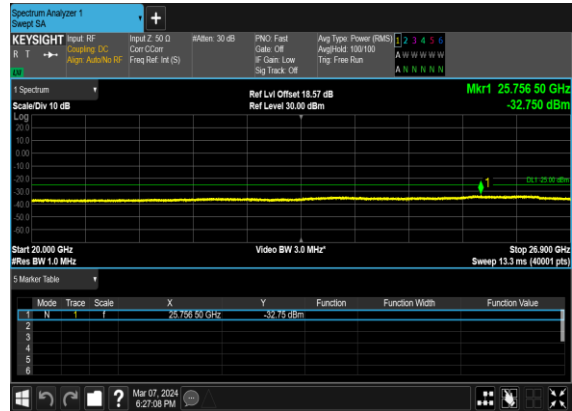 Spectrum Analyzer 1
Swept SA
KEYSIGHT
R T
Input: RF
Coupling: DC
Align: Auto/No RF
Input Z: 50 Ω
Corr CCorr
Freq Ref: Int (S)
#Atten: 30 dB
PNO: Fast
Gate: Off
IF Gain: Low
Sig Track: Off
Avg Type: Power (RMS)
Avg|Hold: 100/100
Trig: Free Run
1 2 3 4 5 6
A W W W W W
A N N N N N
1 Spectrum
Scale/Div 10 dB
Ref Lvl Offset 18.57 dB
Ref Level 30.00 dBm
Mkr1 25.756 50 GHz
-32.750 dBm
Log
20.0
10.0
0.00
-10.0
-20.0
-30.0
-40.0
-50.0
-60.0
1
DL1 -25.00 dBm
Start 20.000 GHz
#Res BW 1.0 MHz
Video BW 3.0 MHz*
Stop 26.900 GHz
Sweep 13.3 ms (40001 pts)
5 Marker Table
Mode Trace Scale X Y Function Function Width Function Value
1 N 1 f 25.756 50 GHz -32.75 dBm
2
3
4
5
6
?
Mar 07, 2024
6:27:08 PM